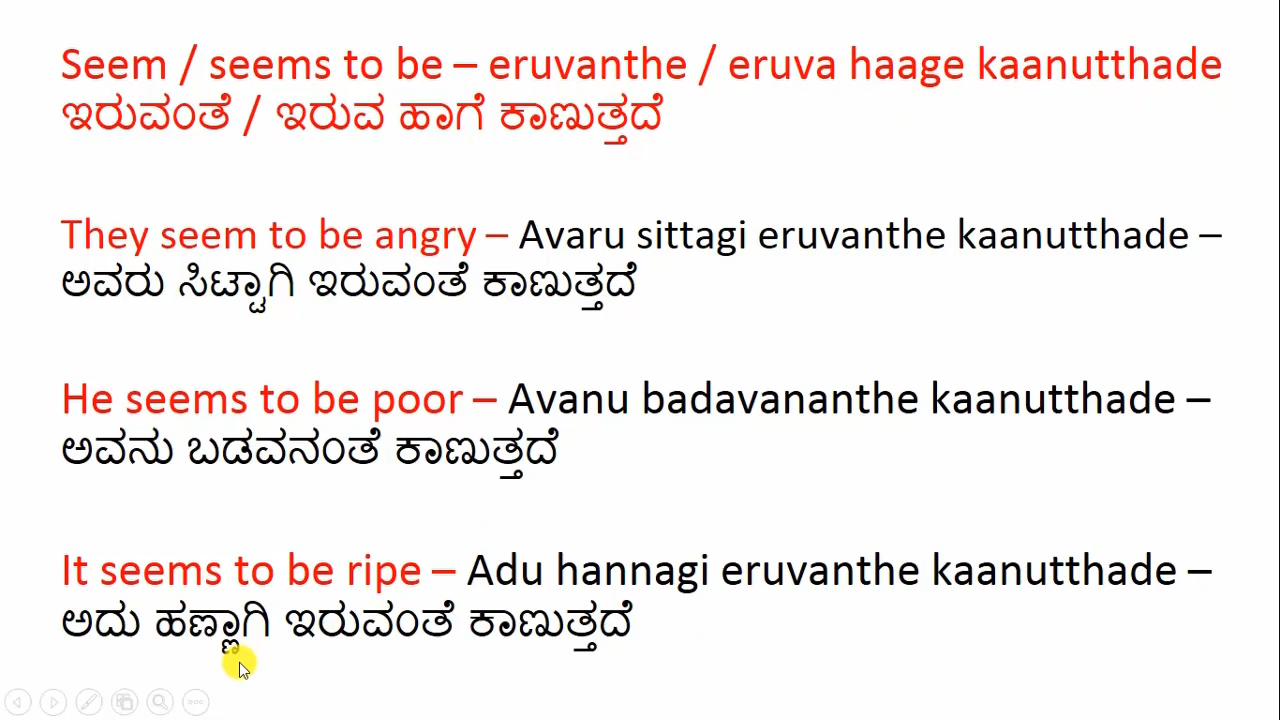 Seem / seems to be – eruvanthe / eruva haage kaanutthade
ಇರುವಂತೆ / ಇರುವ ಹಾಗೆ ಕಾಣುತ್ತದೆ
They seem to be angry – Avaru sittagi eruvanthe kaanutthade –
ಅವರು ಸಿಟ್ಟಾಗಿ ಇರುವಂತೆ ಕಾಣುತ್ತದೆ
He seems to be poor – Avanu badavananthe kaanutthade –
ಅವನು ಬಡವನಂತೆ ಕಾಣುತ್ತದೆ
It seems to be ripe – Adu hannagi eruvanthe kaanutthade –
ಅದು ಹಣ್ಣಾಗಿ ಇರುವಂತೆ ಕಾಣುತ್ತದೆ